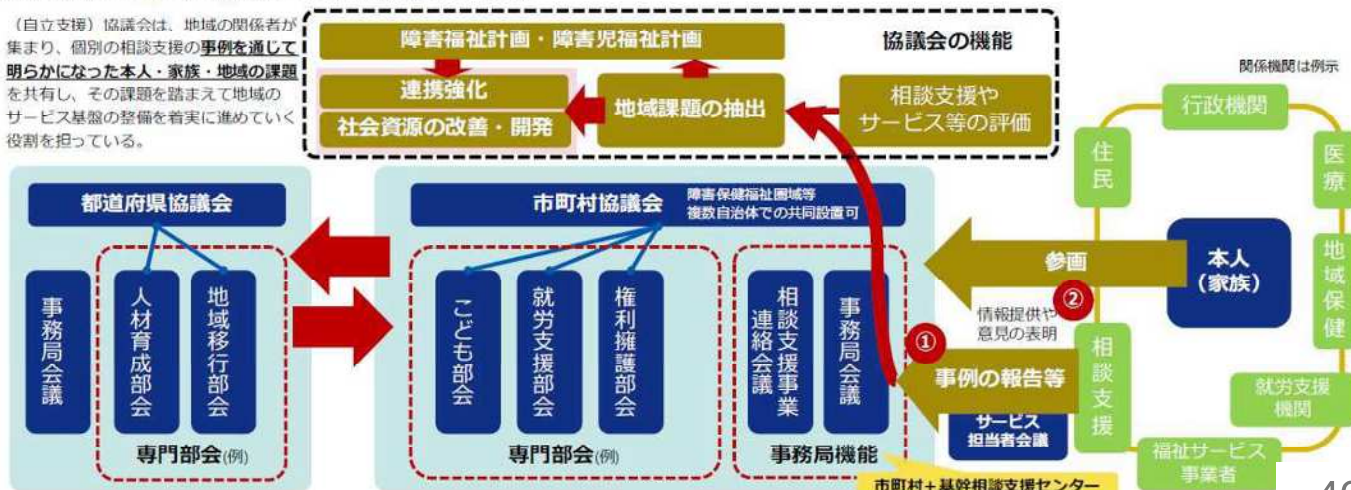 （自立支援）協議会は、地域の関係者が
集まり、個別の相談支援の事例を通じて
明らかになった本人・家族・地域の課題
を共有し、その課題を踏まえて地域の
サービス基盤の整備を着実に進めていく
役割を担っている。
障害福祉計画・障害児福祉計画
協議会の機能
連携強化
社会資源の改善・開発
地域課題の抽出
相談支援や
サービス等の評価
関係機関は例示
行政機関
住民
医療
地域保健
就労支援
機関
福祉サービス
事業者
相談支援
本人
（家族）
都道府県協議会
事務局会議
人材育成部会
地域移行部会
専門部会(例)
市町村協議会
障害保健福祉圏域等
複数自治体での共同設置可
こども部会
就労支援部会
権利擁護部会
専門部会(例)
相談支援事業
連絡会議
事務局会議
事務局機能
参画
②
情報提供や
意見の表明
①
事例の報告等
サービス
担当者会議
市町村＋基幹相談支援センター